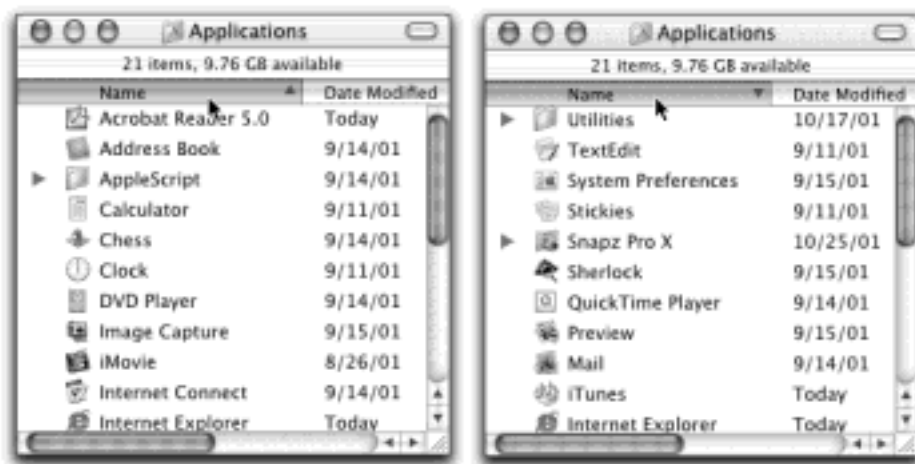 Applications
21 items, 9.76 GB available
Name Date Modified
Acrobat Reader 5.0 Today
Address Book 9/14/01
AppleScript 9/14/01
Calculator 9/11/01
Chess 9/14/01
Clock 9/11/01
DVD Player 9/14/01
Image Capture 9/15/01
iMovie 8/26/01
Internet Connect 9/14/01
Internet Explorer Today
Applications
21 items, 9.76 GB available
Name Date Modified
Utilities 10/17/01
TextEdit 9/11/01
System Preferences 9/15/01
Stickies 9/11/01
Snapz Pro X 10/25/01
Sherlock 9/15/01
QuickTime Player 9/14/01
Preview 9/15/01
Mail 9/14/01
iTunes Today
Internet Explorer Today